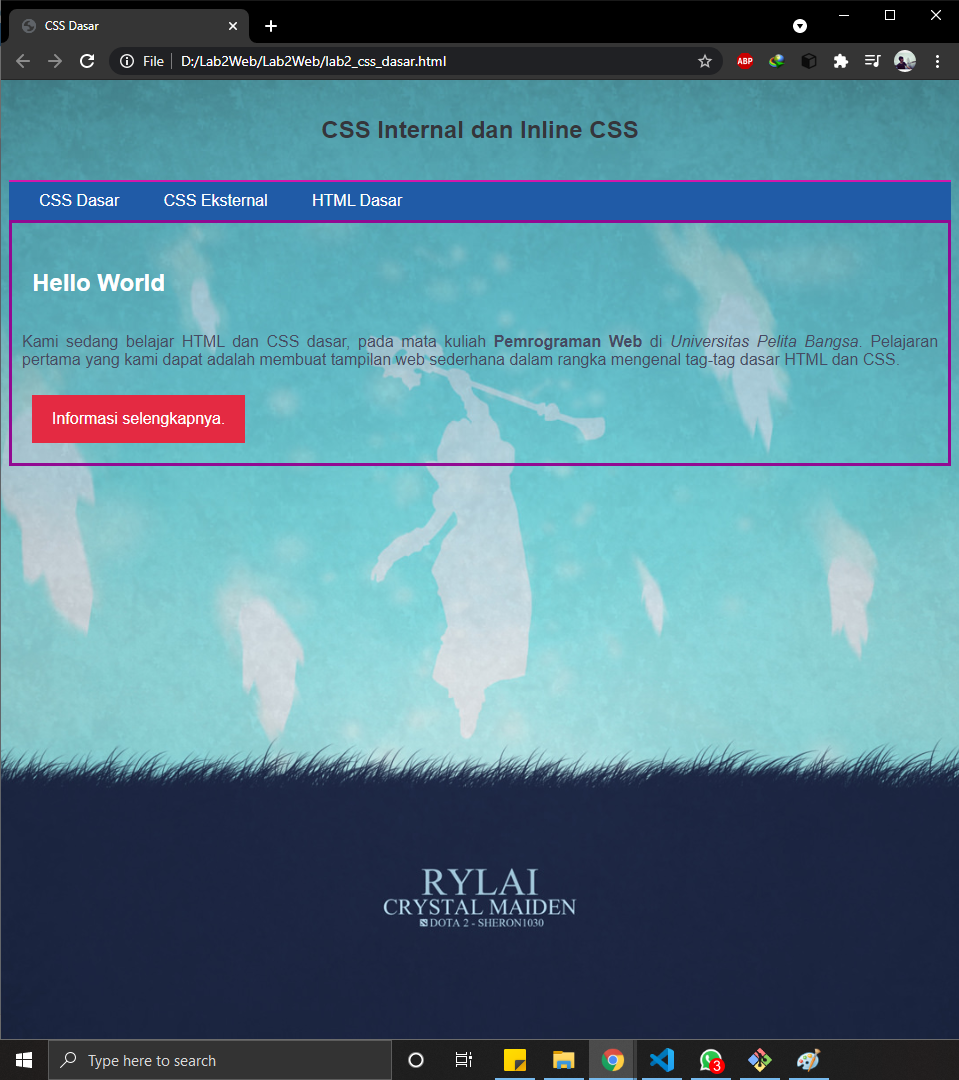 CSS Dasar
File
D:/Lab2Web/Lab2Web/lab2_css_dasar.html
ABP
CSS Internal dan Inline CSS
CSS Dasar CSS Eksternal HTML Dasar
Hello World
Kami sedang belajar HTML dan CSS dasar, pada mata kuliah Pemrograman Web di Universitas Pelita Bangsa. Pelajaran
pertama yang kami dapat adalah membuat tampilan web sederhana dalam rangka mengenal tag-tag dasar HTML dan CSS.
Informasi selengkapnya.
RYLAI
CRYSTAL MAIDEN
DOTA 2 - SHERON1030
Type here to search
3